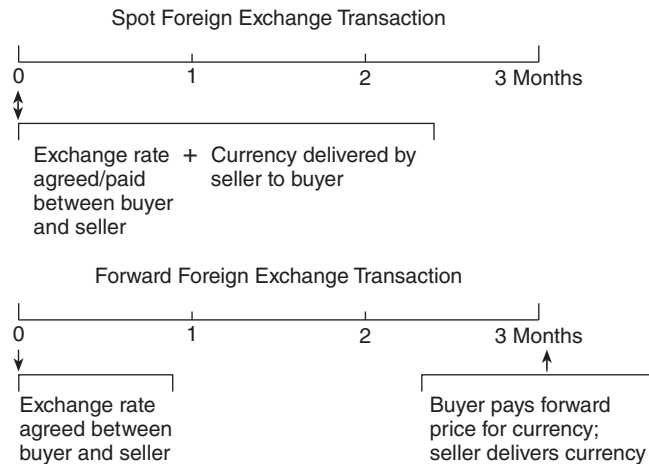 Spot Foreign Exchange Transaction
0 1 2 3 Months
Exchange rate + Currency delivered by
agreed/paid seller to buyer
between buyer
and seller
Forward Foreign Exchange Transaction
0 1 2 3 Months
Exchange rate
agreed between
buyer and seller
Buyer pays forward
price for currency;
seller delivers currency